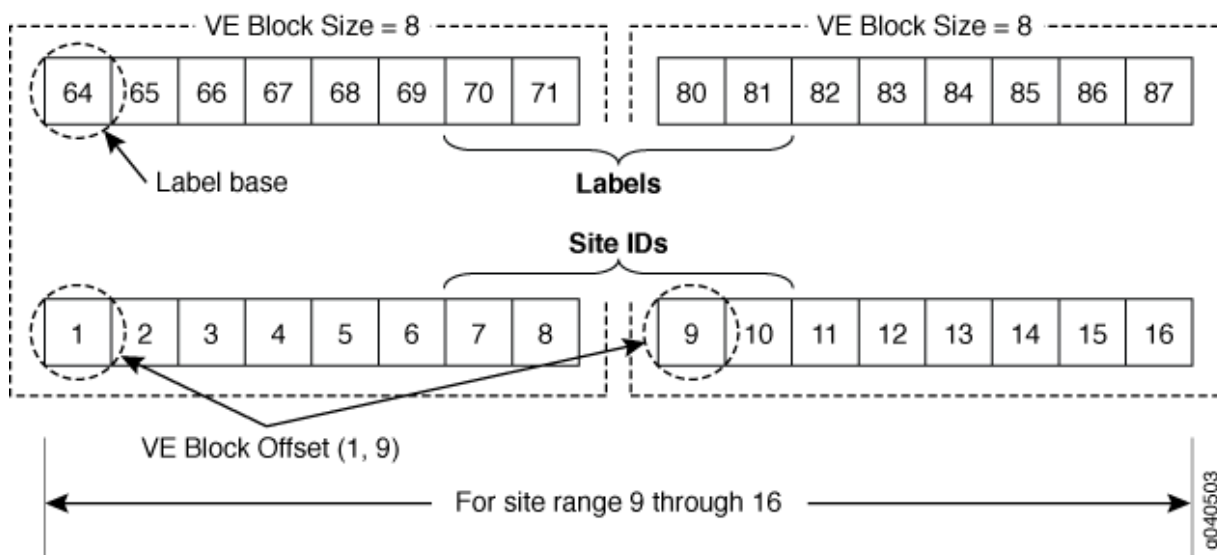 VE Block Size = 8 VE Block Size = 8
64 65 66 67 68 69 70 71 80 81 82 83 84 85 86 87
Label base
Labels
Site IDs
1 2 3 4 5 6 7 8 9 10 11 12 13 14 15 16
VE Block Offset (1, 9)
For site range 9 through 16
g040503